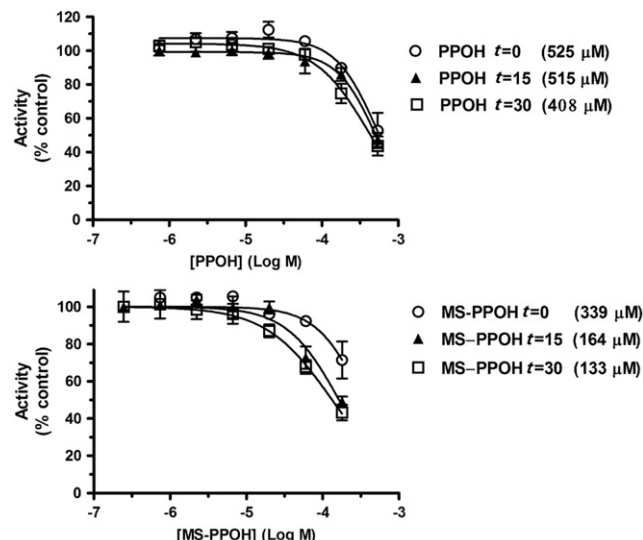 120
100
80
60
40
20
0
Activity
(% control)
-7 -6 -5 -4 -3
[PPOH] (Log M)
PPOH t=0 (525 μM)
PPOH t=15 (515 μM)
PPOH t=30 (408 μM)
100
80
60
40
20
0
Activity
(% control)
-7 -6 -5 -4 -3
[MS-PPOH] (Log M)
MS-PPOH t=0 (339 μM)
MS–PPOH t=15 (164 μM)
MS–PPOH t=30 (133 μM)